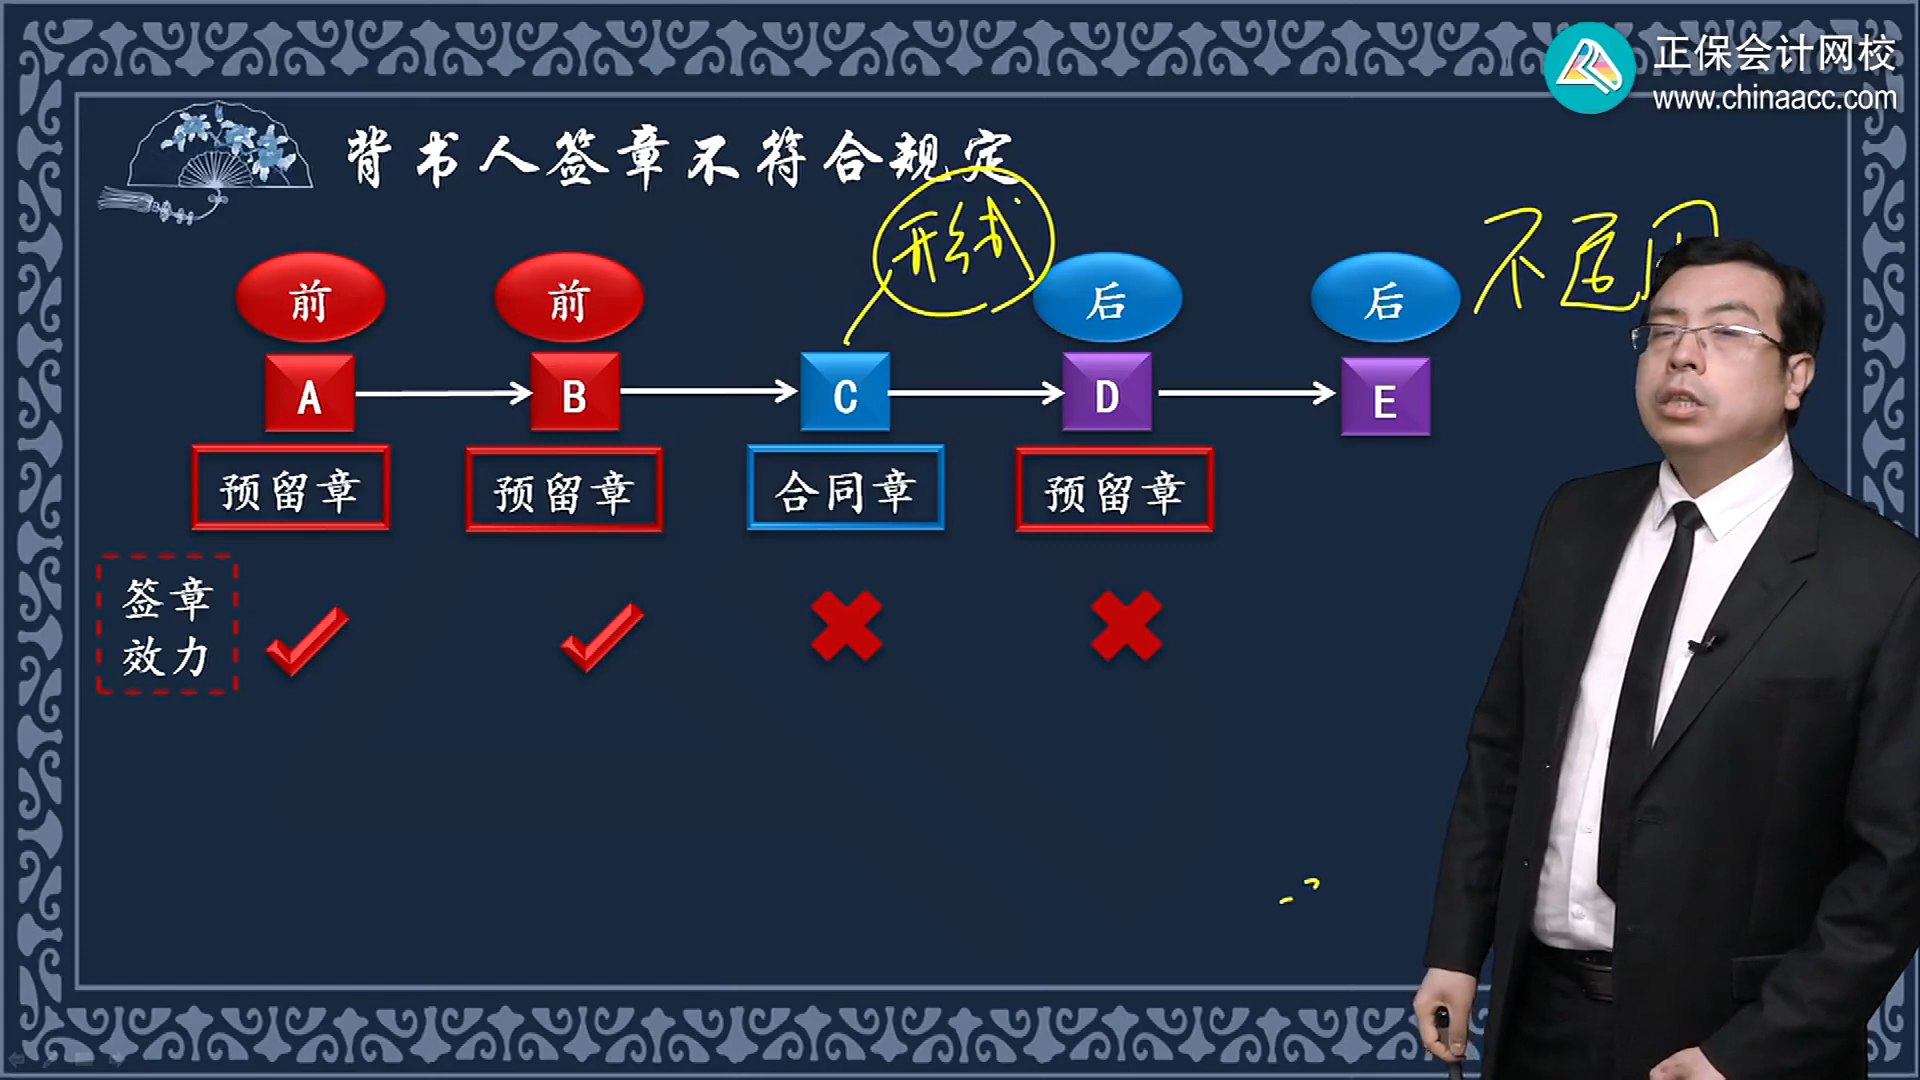 正保会计网校
www.chinaacc.com
背书人签章不符合规定
形式
不适用
前 前 后 后
A B C D E
预留章 预留章 合同章 预留章
签章
效力